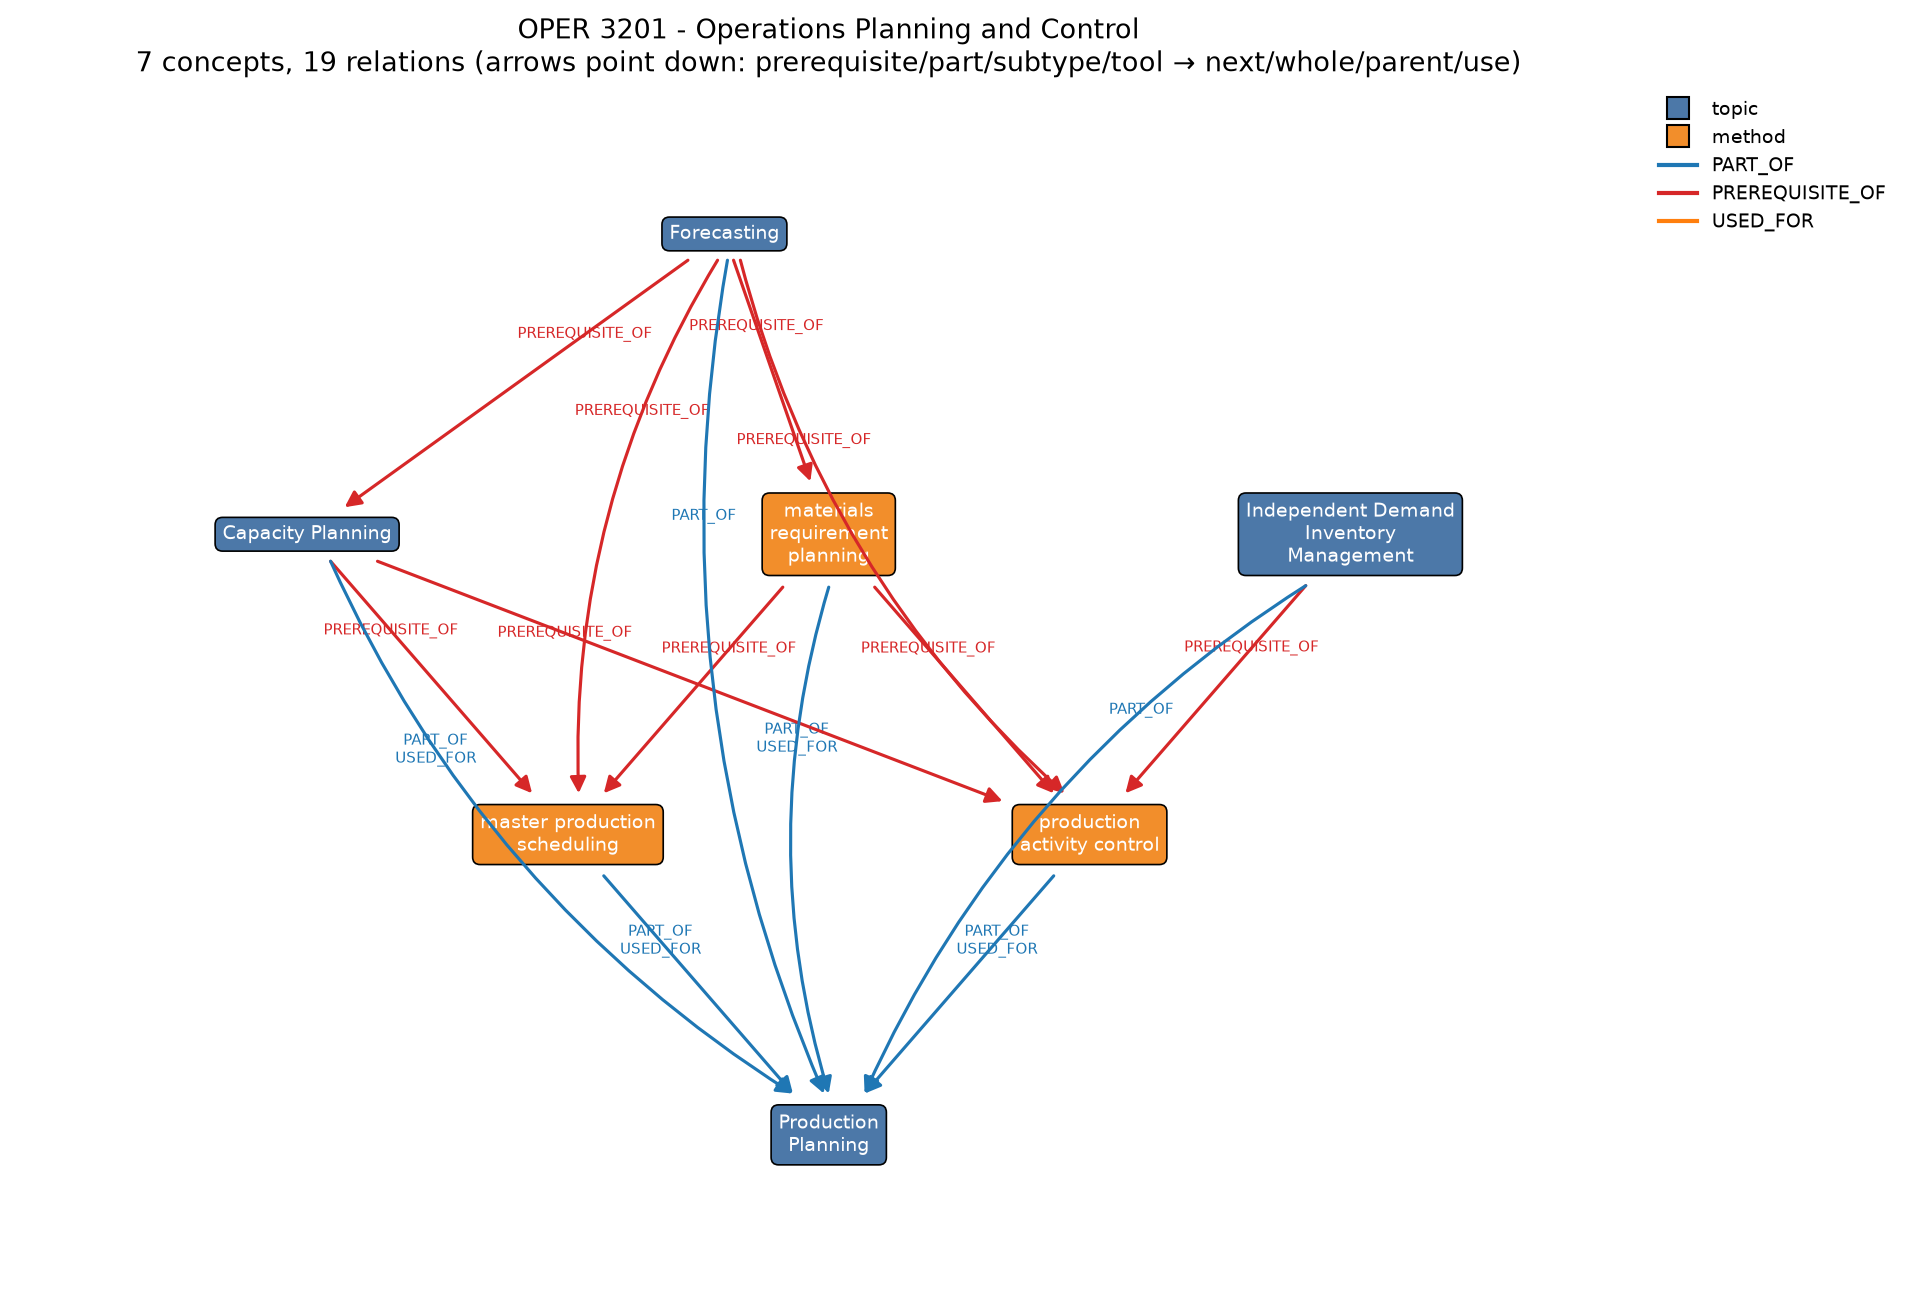 OPER 3201 - Operations Planning and Control
7 concepts, 19 relations (arrows point down: prerequisite/part/subtype/tool → next/whole/parent/use)
topic
method
PART_OF
PREREQUISITE_OF
USED_FOR
Forecasting
PREREQUISITE_OF
PREREQUISITE_OF
PREREQUISITE_OF
PREREQUISITE_OF
PART_OF
Capacity Planning
materials
requirement
planning
Independent Demand
Inventory
Management
PREREQUISITE_OF
PREREQUISITE_OF
PREREQUISITE_OF
PREREQUISITE_OF
PREREQUISITE_OF
PART_OF
PART_OF
USED_FOR
PART_OF
USED_FOR
master production
scheduling
production
activity control
PART_OF
USED_FOR
PART_OF
USED_FOR
Production
Planning